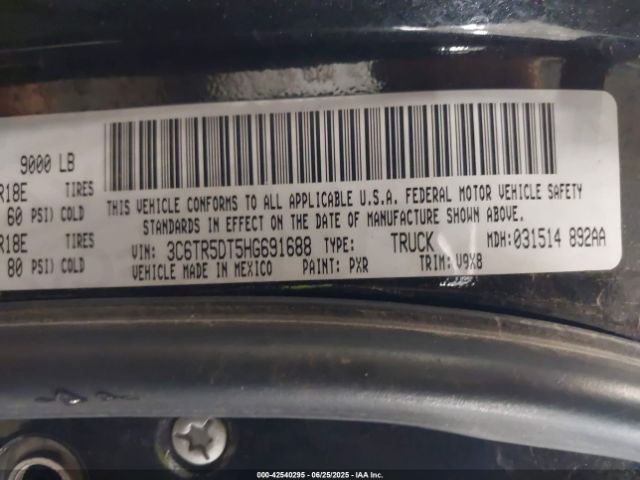 9000 LB
R18E TIRES
60 PSI) COLD
R18E TIRES
80 PSI) COLD
THIS VEHICLE CONFORMS TO ALL APPLICABLE U.S.A. FEDERAL MOTOR VEHICLE SAFETY
STANDARDS IN EFFECT ON THE DATE OF MANUFACTURE SHOWN ABOVE.
VIN: 3C6TR5DT5HG691688 TYPE: TRUCK MDH:031514 892AA
VEHICLE MADE IN MEXICO PAINT: PXR TRIM: V9X8
000-42540295 - 06/25/2025 - IAA Inc.